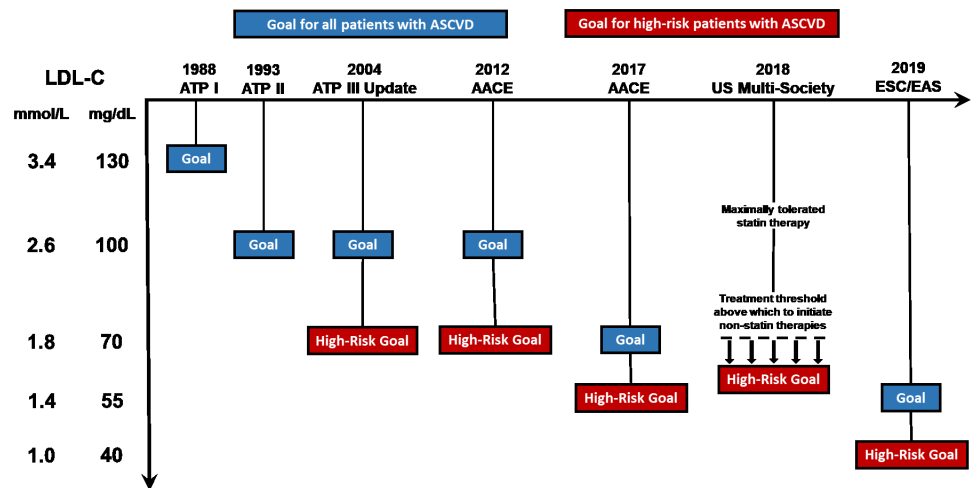 Goal for all patients with ASCVD
Goal for high-risk patients with ASCVD
LDL-C
mmol/L
mg/dL
1988
ATP I
1993
ATP II
2004
ATP III Update
2012
AACE
2017
AACE
2018
US Multi-Society
2019
ESC/EAS
3.4
130
Goal
2.6
100
Goal
Goal
Goal
Maximally tolerated
statin therapy
Treatment threshold
above which to initiate
non-statin therapies
1.8
70
High-Risk Goal
High-Risk Goal
Goal
High-Risk Goal
1.4
55
High-Risk Goal
Goal
1.0
40
High-Risk Goal